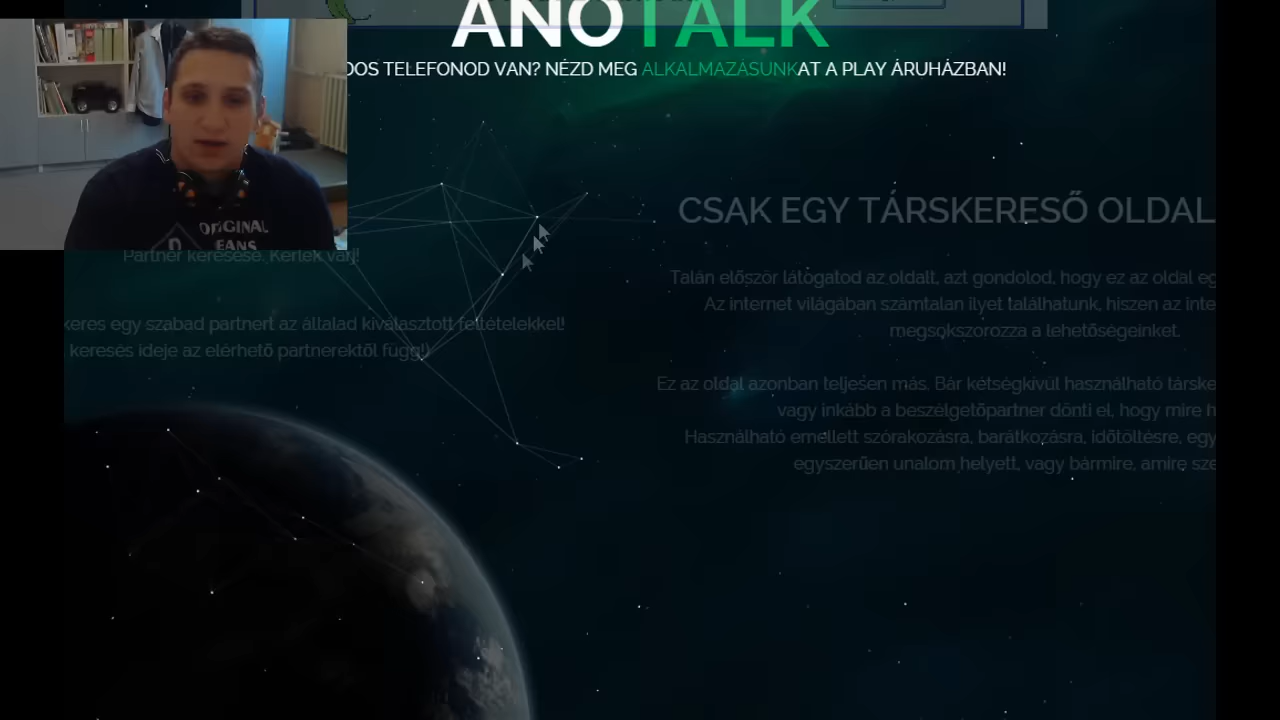 ANOTALK
DOS TELEFONOD VAN? NÉZD MEG ALKALMAZÁSUNKAT A PLAY ÁRUHÁZBAN!
ORIGINAL
EANS
Partner keresése. Kérlek várj!
keres egy szabad partnert az általad kiválasztott feltételekkel!
keresés ideje az elérhető partnerektől függ!)
CSAK EGY TÁRSKERESŐ OLDAL
Talán először látogatod az oldalt, azt gondolod, hogy ez az oldal eg
Az internet világában számtalan ilyet találhatunk, hiszen az inte
megsokszorozza a lehetőségeinket.
Ez az oldal azonban teljesen más. Bár kétségkívül használható társke
vagy inkább a beszélgetőpartner dönti el, hogy mire h
Használható emellett szórakozásra, barátkozásra, időtöltésre, egy
egyszerűen unalom helyett, vagy bármire, amire sze